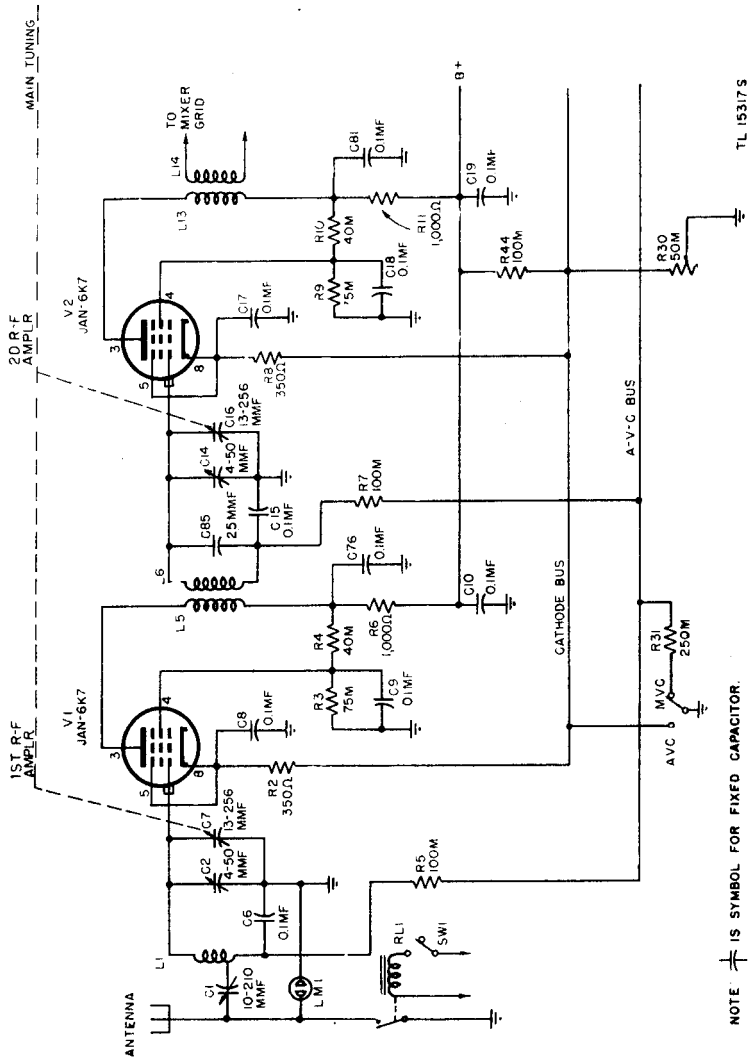 MAIN TUNING
1ST R-F
AMPLR
2D R-F
AMPLR
V1
JAN-6K7
V2
JAN-6K7
3
5
4
8
3
5
4
8
ANTENNA
L1
C1
10-210
MMF
C2
4-50
MMF
C7
13-256
MMF
C6
0.1MF
LM1
RL1
SW1
R5
100M
C8
0.1MF
R2
350Ω
R3
75M
C9
0.1MF
R4
40M
R6
1,000Ω
C76
0.1MF
C10
0.1MF
L5
L6
C85
25MMF
C14
4-50
MMF
C16
13-256
MMF
C15
0.1MF
R7
100M
C17
0.1MF
R8
350Ω
R9
75M
C18
0.1MF
R10
40M
R11
1,000Ω
C81
0.1MF
C19
0.1MF
L13
L14
TO
MIXER
GRID
B+
R44
100M
R30
50M
CATHODE BUS
A-V-C BUS
R31
250M
AVC
MVC
NOTE IS SYMBOL FOR FIXED CAPACITOR.
TL 15317 S